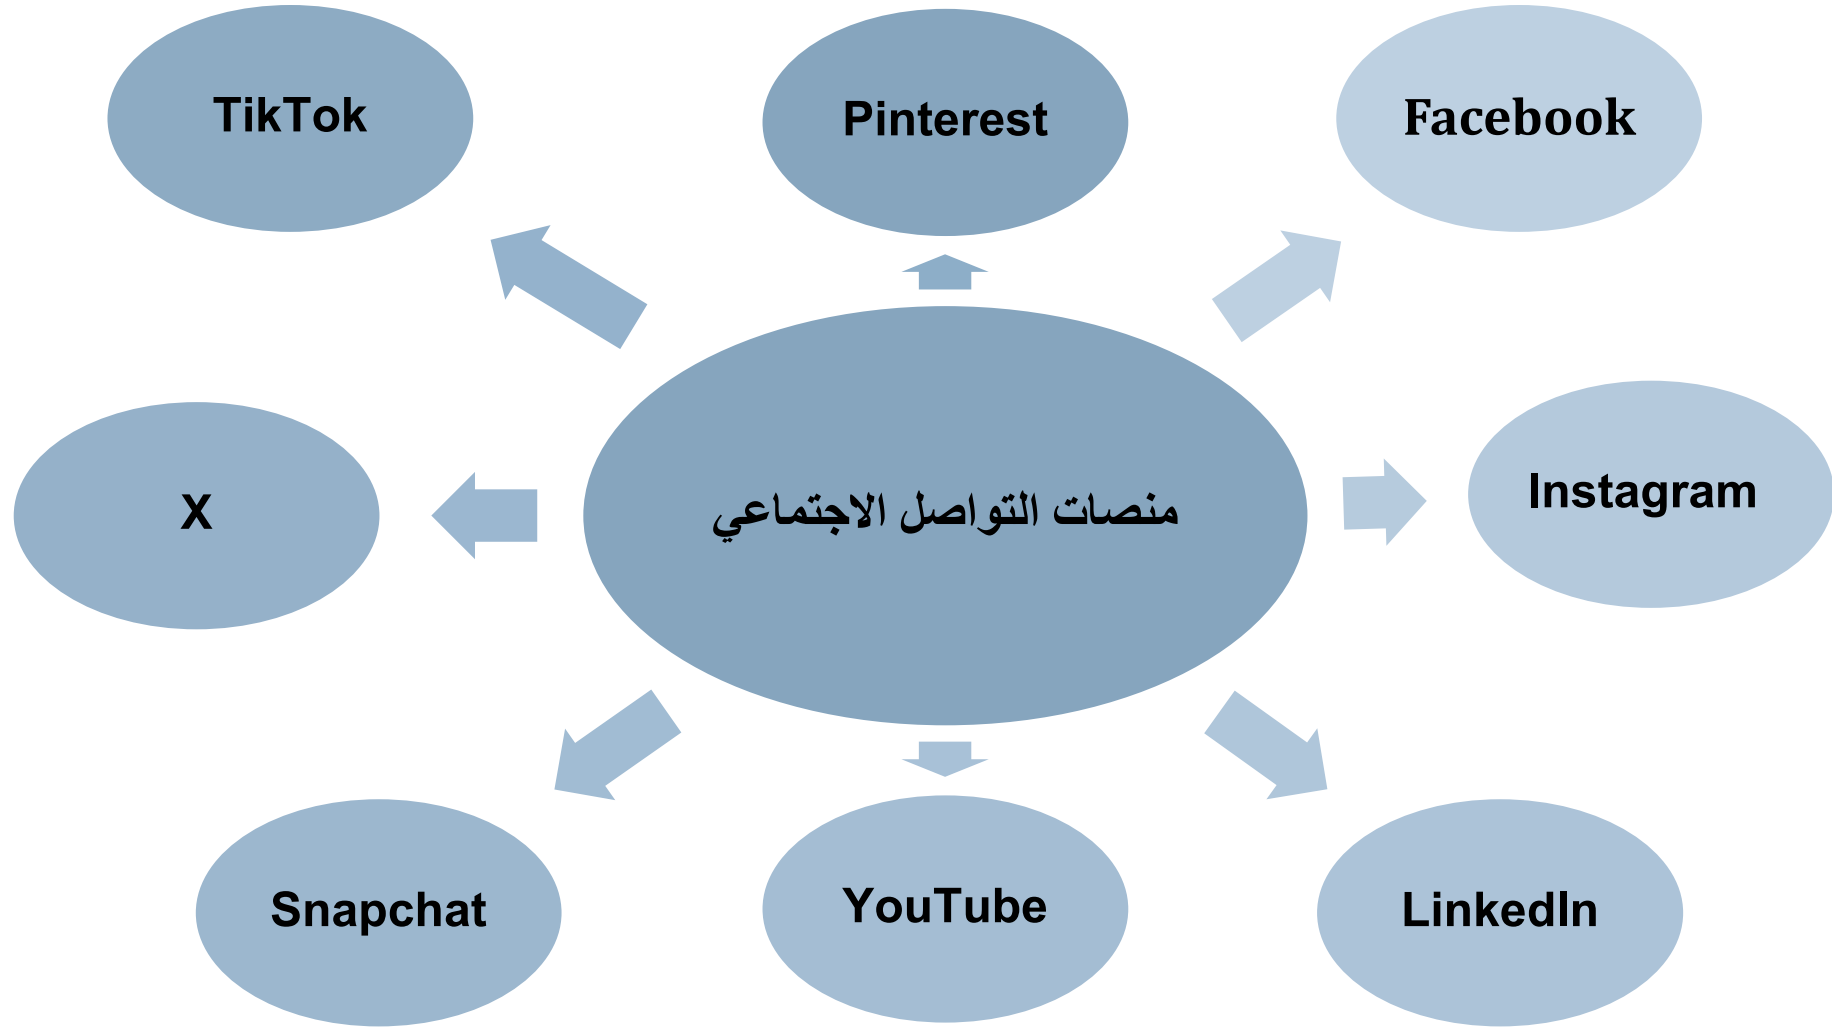 TikTok
Pinterest
Facebook
X
منصات التواصل الاجتماعي
Instagram
Snapchat
YouTube
LinkedIn